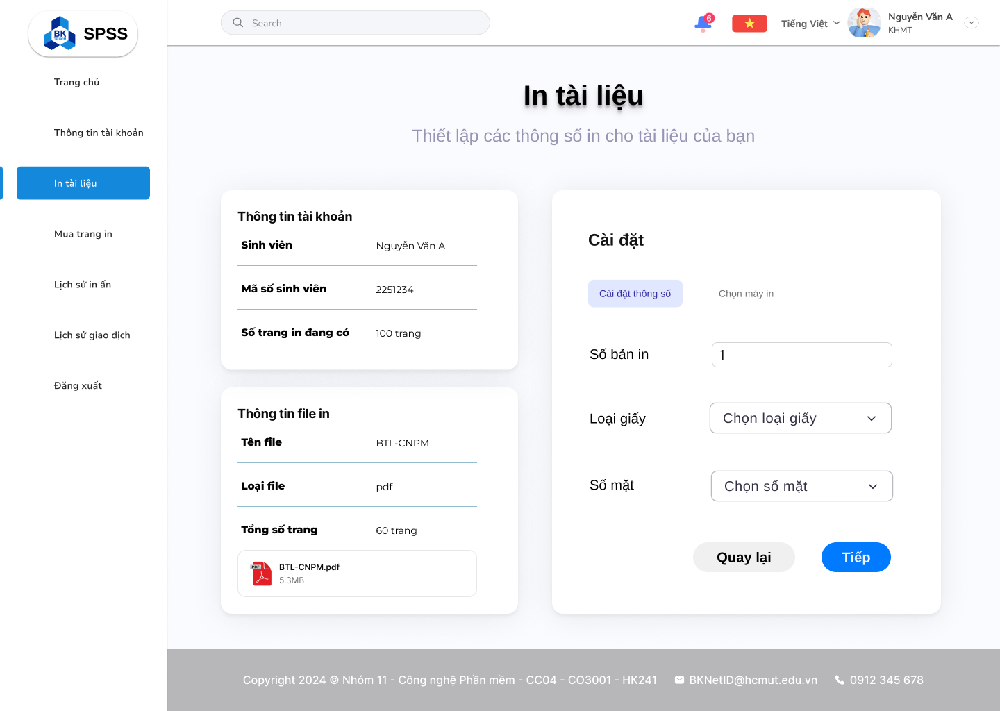 BK
TP.HCM
SPSS
Search
6
Tiếng Việt
Nguyễn Văn A
KHMT
Trang chủ
Thông tin tài khoản
In tài liệu
Mua trang in
Lịch sử in ấn
Lịch sử giao dịch
Đăng xuất
In tài liệu
Thiết lập các thông số in cho tài liệu của bạn
Thông tin tài khoản
Sinh viên Nguyễn Văn A
Mã số sinh viên 2251234
Số trang in đang có 100 trang
Thông tin file in
Tên file BTL-CNPM
Loại file pdf
Tổng số trang 60 trang
PDF
BTL-CNPM.pdf
5.3MB
Cài đặt
Cài đặt thông số Chọn máy in
Số bản in 1
Loại giấy Chọn loại giấy
Số mặt Chọn số mặt
Quay lại Tiếp
Copyright 2024 © Nhóm 11 - Công nghệ Phần mềm - CC04 - CO3001 - HK241 BKNetID@hcmut.edu.vn 0912 345 678